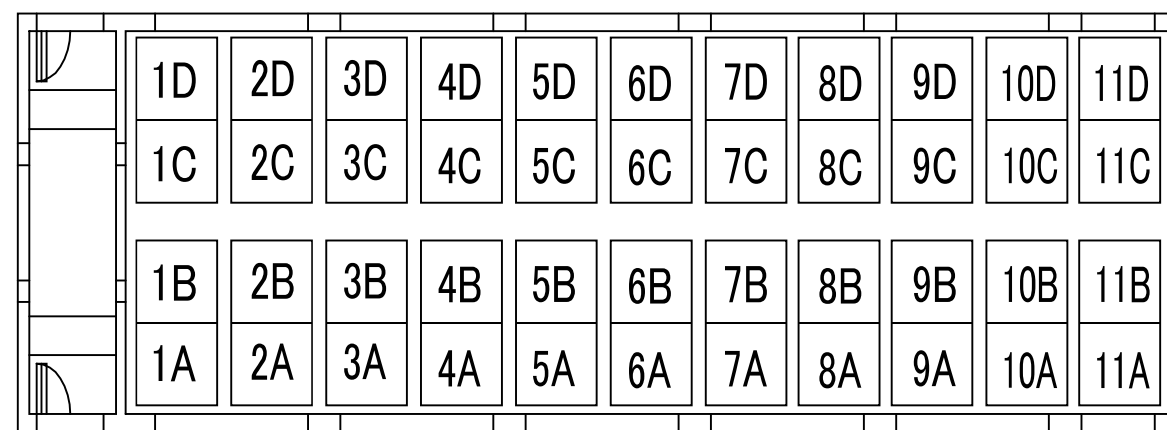 1D 2D 3D 4D 5D 6D 7D 8D 9D 10D 11D
1C 2C 3C 4C 5C 6C 7C 8C 9C 10C 11C
1B 2B 3B 4B 5B 6B 7B 8B 9B 10B 11B
1A 2A 3A 4A 5A 6A 7A 8A 9A 10A 11A